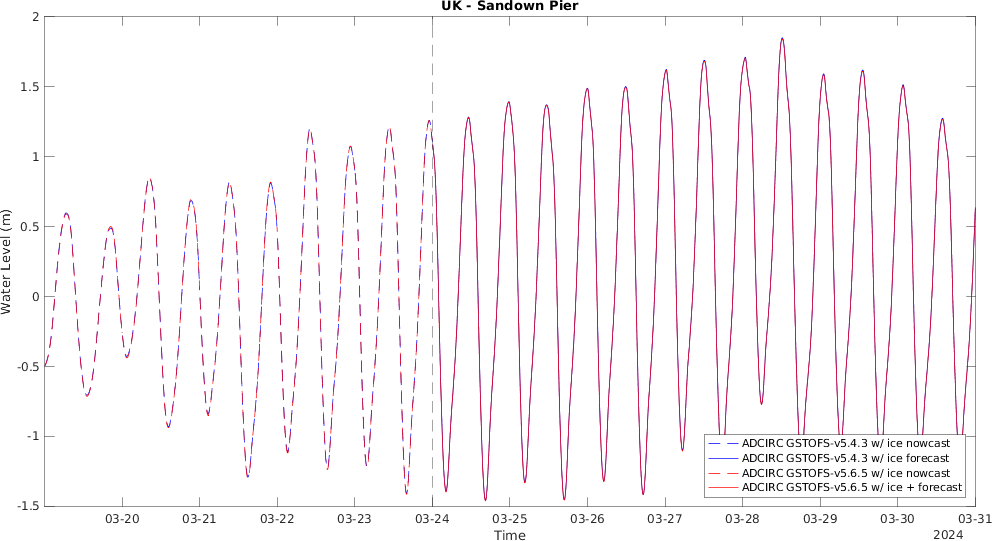 UK - Sandown Pier
Water Level (m)
2
1.5
1
0.5
0
-0.5
-1
-1.5
ADCIRC GSTOFS-v5.4.3 w/ ice nowcast
ADCIRC GSTOFS-v5.4.3 w/ ice forecast
ADCIRC GSTOFS-v5.6.5 w/ ice nowcast
ADCIRC GSTOFS-v5.6.5 w/ ice + forecast
03-20 03-21 03-22 03-23 03-24 03-25 03-26 03-27 03-28 03-29 03-30 03-31
Time
2024